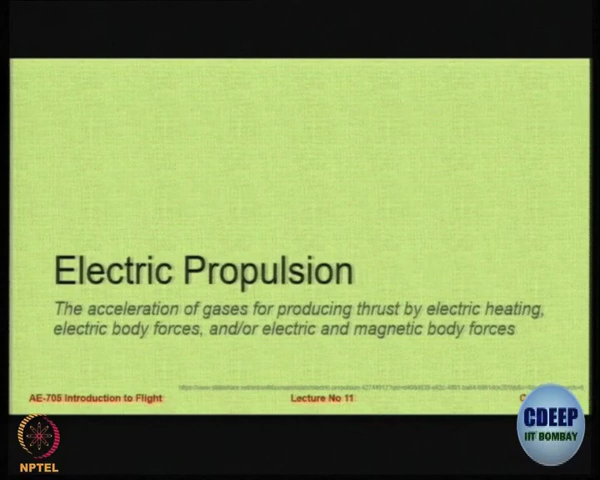 Electric Propulsion
The acceleration of gases for producing thrust by electric heating,
electric body forces, and/or electric and magnetic body forces
AE-705 Introduction to Flight
Lecture No 11
CDEEP
IIT BOMBAY
NPTEL